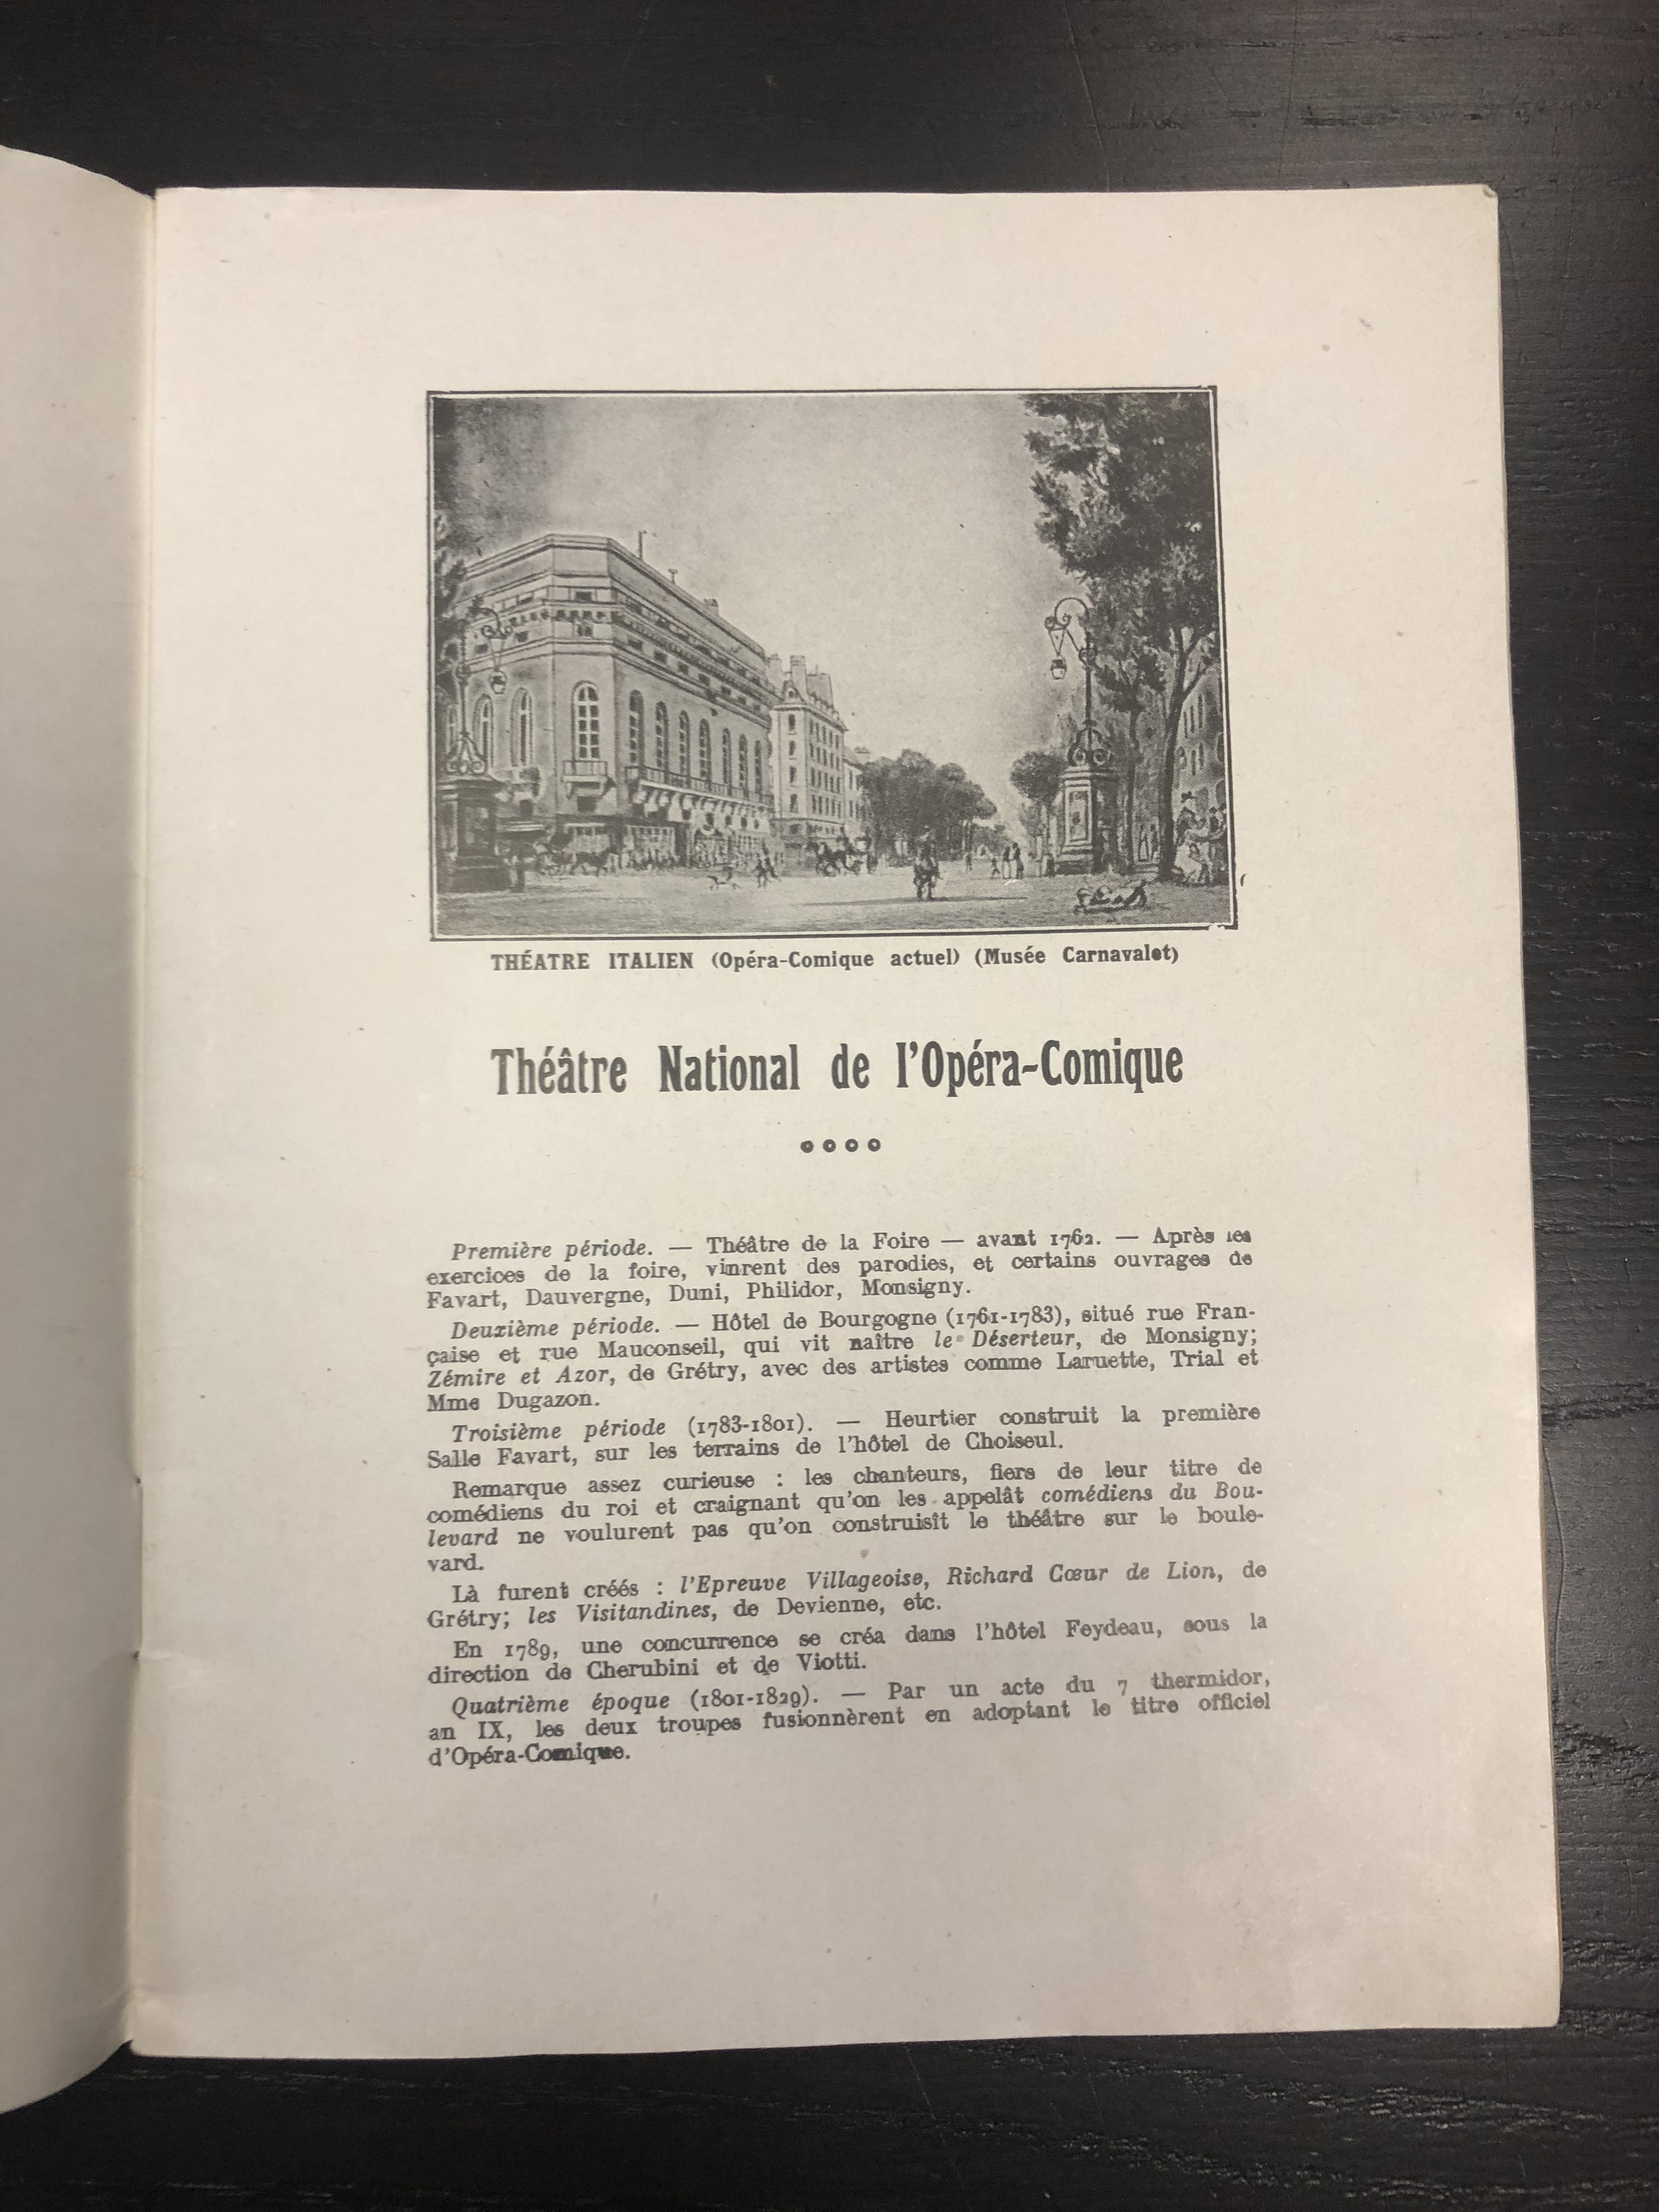 THÉATRE ITALIEN (Opéra-Comique actuel) (Musée Carnavalet)
Théâtre National de l'Opéra-Comique
Première période. — Théâtre de la Foire — avant 1762. — Après les
exercices de la foire, vinrent des parodies, et certains ouvrages de
Favart, Dauvergne, Duni, Philidor, Monsigny.
Deuxième période. — Hôtel de Bourgogne (1761-1783), situé rue Fran-
çaise et rue Mauconseil, qui vit naître le Déserteur, de Monsigny;
Zémire et Azor, de Grétry, avec des artistes comme Laruette, Trial et
Mme Dugazon.
Troisième période (1783-1801). — Heurtier construit la première
Salle Favart, sur les terrains de l'hôtel de Choiseul.
Remarque assez curieuse : les chanteurs, fiers de leur titre de
comédiens du roi et craignant qu'on les appelât comédiens du Bou-
levard ne voulurent pas qu'on construisît le théâtre sur le boule-
vard.
Là furent créés : l'Epreuve Villageoise, Richard Cœur de Lion, de
Grétry; les Visitandines, de Devienne, etc.
En 1789, une concurrence se créa dans l'hôtel Feydeau, sous la
direction de Cherubini et de Viotti.
Quatrième époque (1801-1829). — Par un acte du 7 thermidor,
an IX, les deux troupes fusionnèrent en adoptant le titre officiel
d'Opéra-Comique.